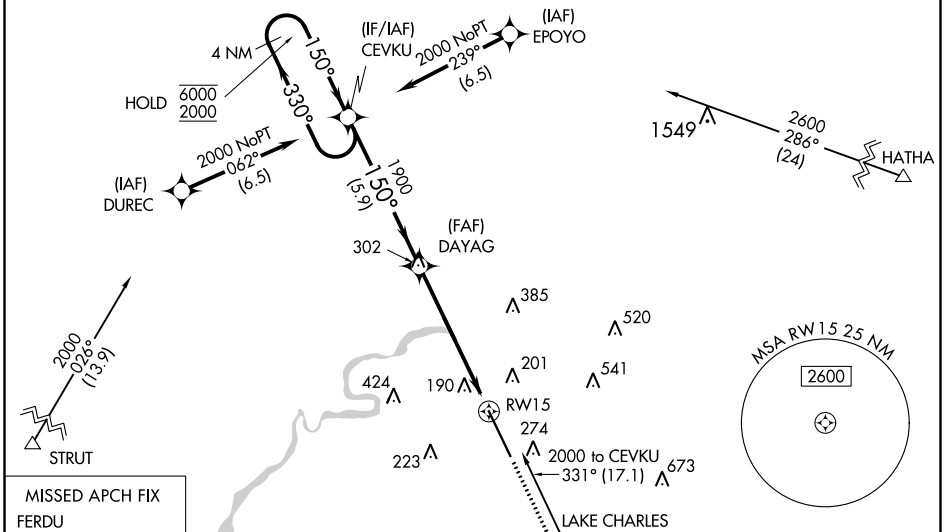 (IAF)
EPOYO
2000 NoPT
239°
(6.5)
(IF/IAF)
CEVKU
4 NM
150°
330°
HOLD
6000
2000
2000 NoPT
062°
(6.5)
(IAF)
DUREC
1900
150°
(5.9)
1549
2600
286°
(24)
HATHA
(FAF)
DAYAG
302
385
520
2000
026°
(13.9)
STRUT
424
190
201
541
RW15
274
223
2000 to CEVKU
331° (17.1)
673
LAKE CHARLES
MSA RW15 25 NM
2600
MISSED APCH FIX
FERDU